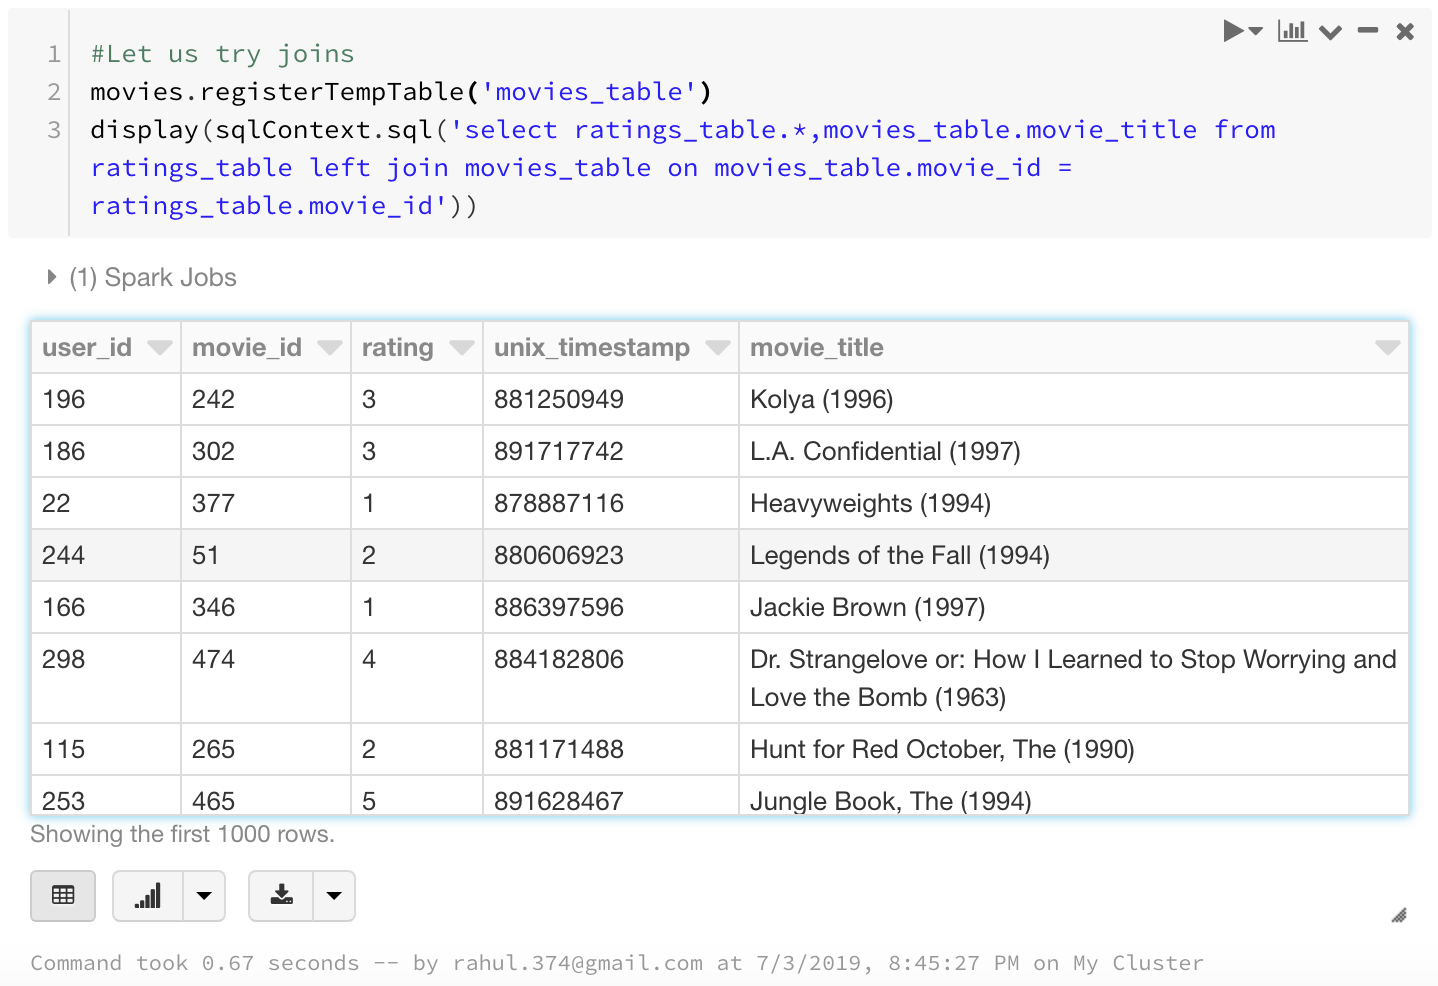 1 #Let us try joins
2 movies.registerTempTable('movies_table')
3 display(sqlContext.sql('select ratings_table.*,movies_table.movie_title from
ratings_table left join movies_table on movies_table.movie_id =
ratings_table.movie_id'))
(1) Spark Jobs
user_id movie_id rating unix_timestamp movie_title
196 242 3 881250949 Kolya (1996)
186 302 3 891717742 L.A. Confidential (1997)
22 377 1 878887116 Heavyweights (1994)
244 51 2 880606923 Legends of the Fall (1994)
166 346 1 886397596 Jackie Brown (1997)
298 474 4 884182806 Dr. Strangelove or: How I Learned to Stop Worrying and
Love the Bomb (1963)
115 265 2 881171488 Hunt for Red October, The (1990)
253 465 5 891628467 Jungle Book, The (1994)
Showing the first 1000 rows.
Command took 0.67 seconds -- by rahul.374@gmail.com at 7/3/2019, 8:45:27 PM on My Cluster